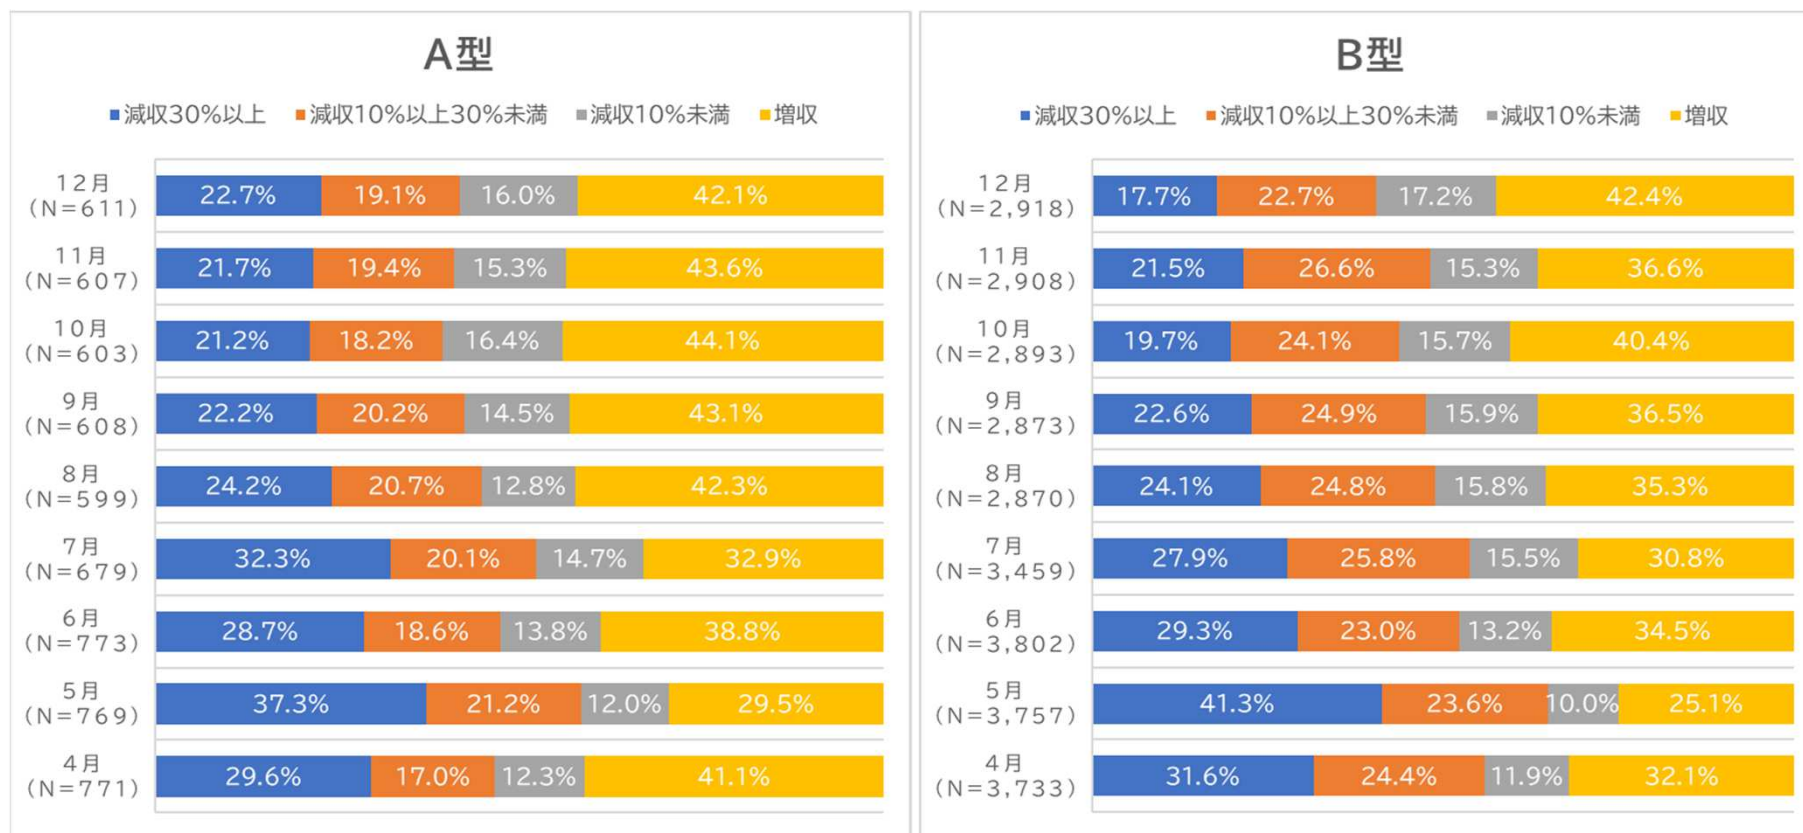 A型
減収30%以上 減収10%以上30%未満 減収10%未満 増収
12月
(N=611)
22.7% 19.1% 16.0% 42.1%
11月
(N=607)
21.7% 19.4% 15.3% 43.6%
10月
(N=603)
21.2% 18.2% 16.4% 44.1%
9月
(N=608)
22.2% 20.2% 14.5% 43.1%
8月
(N=599)
24.2% 20.7% 12.8% 42.3%
7月
(N=679)
32.3% 20.1% 14.7% 32.9%
6月
(N=773)
28.7% 18.6% 13.8% 38.8%
5月
(N=769)
37.3% 21.2% 12.0% 29.5%
4月
(N=771)
29.6% 17.0% 12.3% 41.1%
B型
減収30%以上 減収10%以上30%未満 減収10%未満 増収
12月
(N=2,918)
17.7% 22.7% 17.2% 42.4%
11月
(N=2,908)
21.5% 26.6% 15.3% 36.6%
10月
(N=2,893)
19.7% 24.1% 15.7% 40.4%
9月
(N=2,873)
22.6% 24.9% 15.9% 36.5%
8月
(N=2,870)
24.1% 24.8% 15.8% 35.3%
7月
(N=3,459)
27.9% 25.8% 15.5% 30.8%
6月
(N=3,802)
29.3% 23.0% 13.2% 34.5%
5月
(N=3,757)
41.3% 23.6% 10.0% 25.1%
4月
(N=3,733)
31.6% 24.4% 11.9% 32.1%